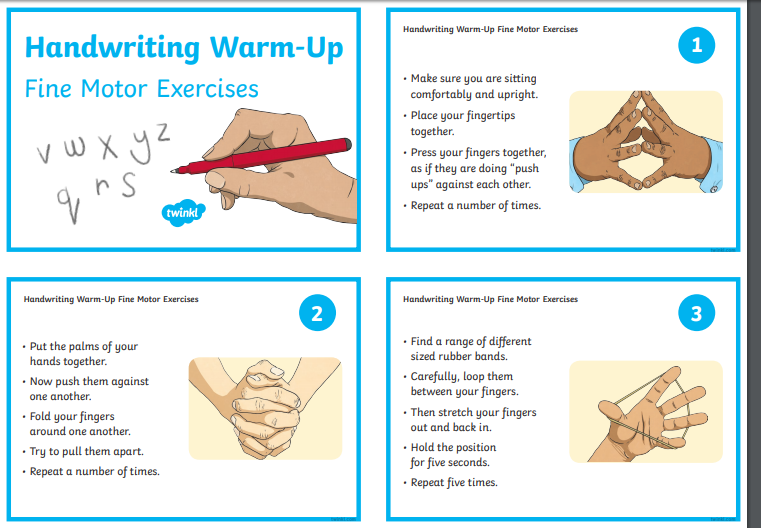 Handwriting Warm-Up
Fine Motor Exercises
v w x y z
q r s
twinkl
Handwriting Warm-Up Fine Motor Exercises
1
• Make sure you are sitting
comfortably and upright.
• Place your fingertips
together.
• Press your fingers together,
as if they are doing “push
ups” against each other.
• Repeat a number of times.
twinkl.com
Handwriting Warm-Up Fine Motor Exercises
2
• Put the palms of your
hands together.
• Now push them against
one another.
• Fold your fingers
around one another.
• Try to pull them apart.
• Repeat a number of times.
twinkl.com
Handwriting Warm-Up Fine Motor Exercises
3
• Find a range of different
sized rubber bands.
• Carefully, loop them
between your fingers.
• Then stretch your fingers
out and back in.
• Hold the position
for five seconds.
• Repeat five times.
twinkl.com